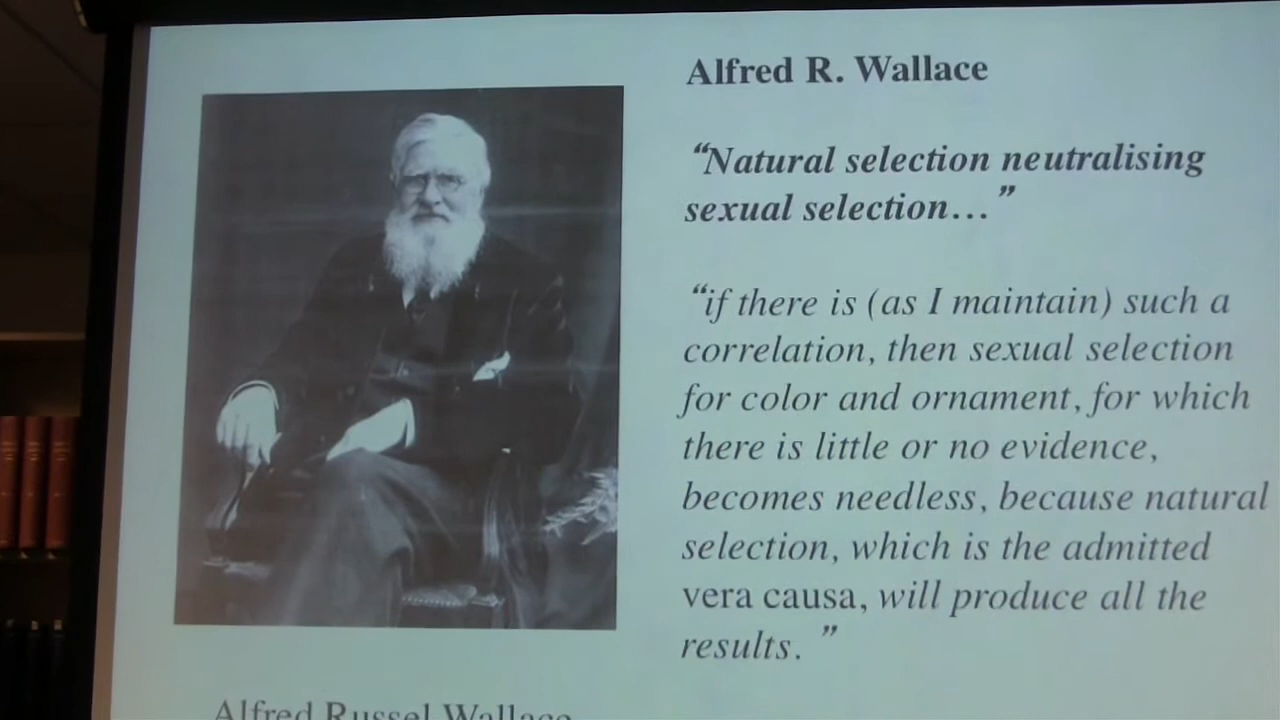 Alfred R. Wallace
“Natural selection neutralising
sexual selection…”
“if there is (as I maintain) such a
correlation, then sexual selection
for color and ornament, for which
there is little or no evidence,
becomes needless, because natural
selection, which is the admitted
vera causa, will produce all the
results. ”
Alfred Russel Wallace